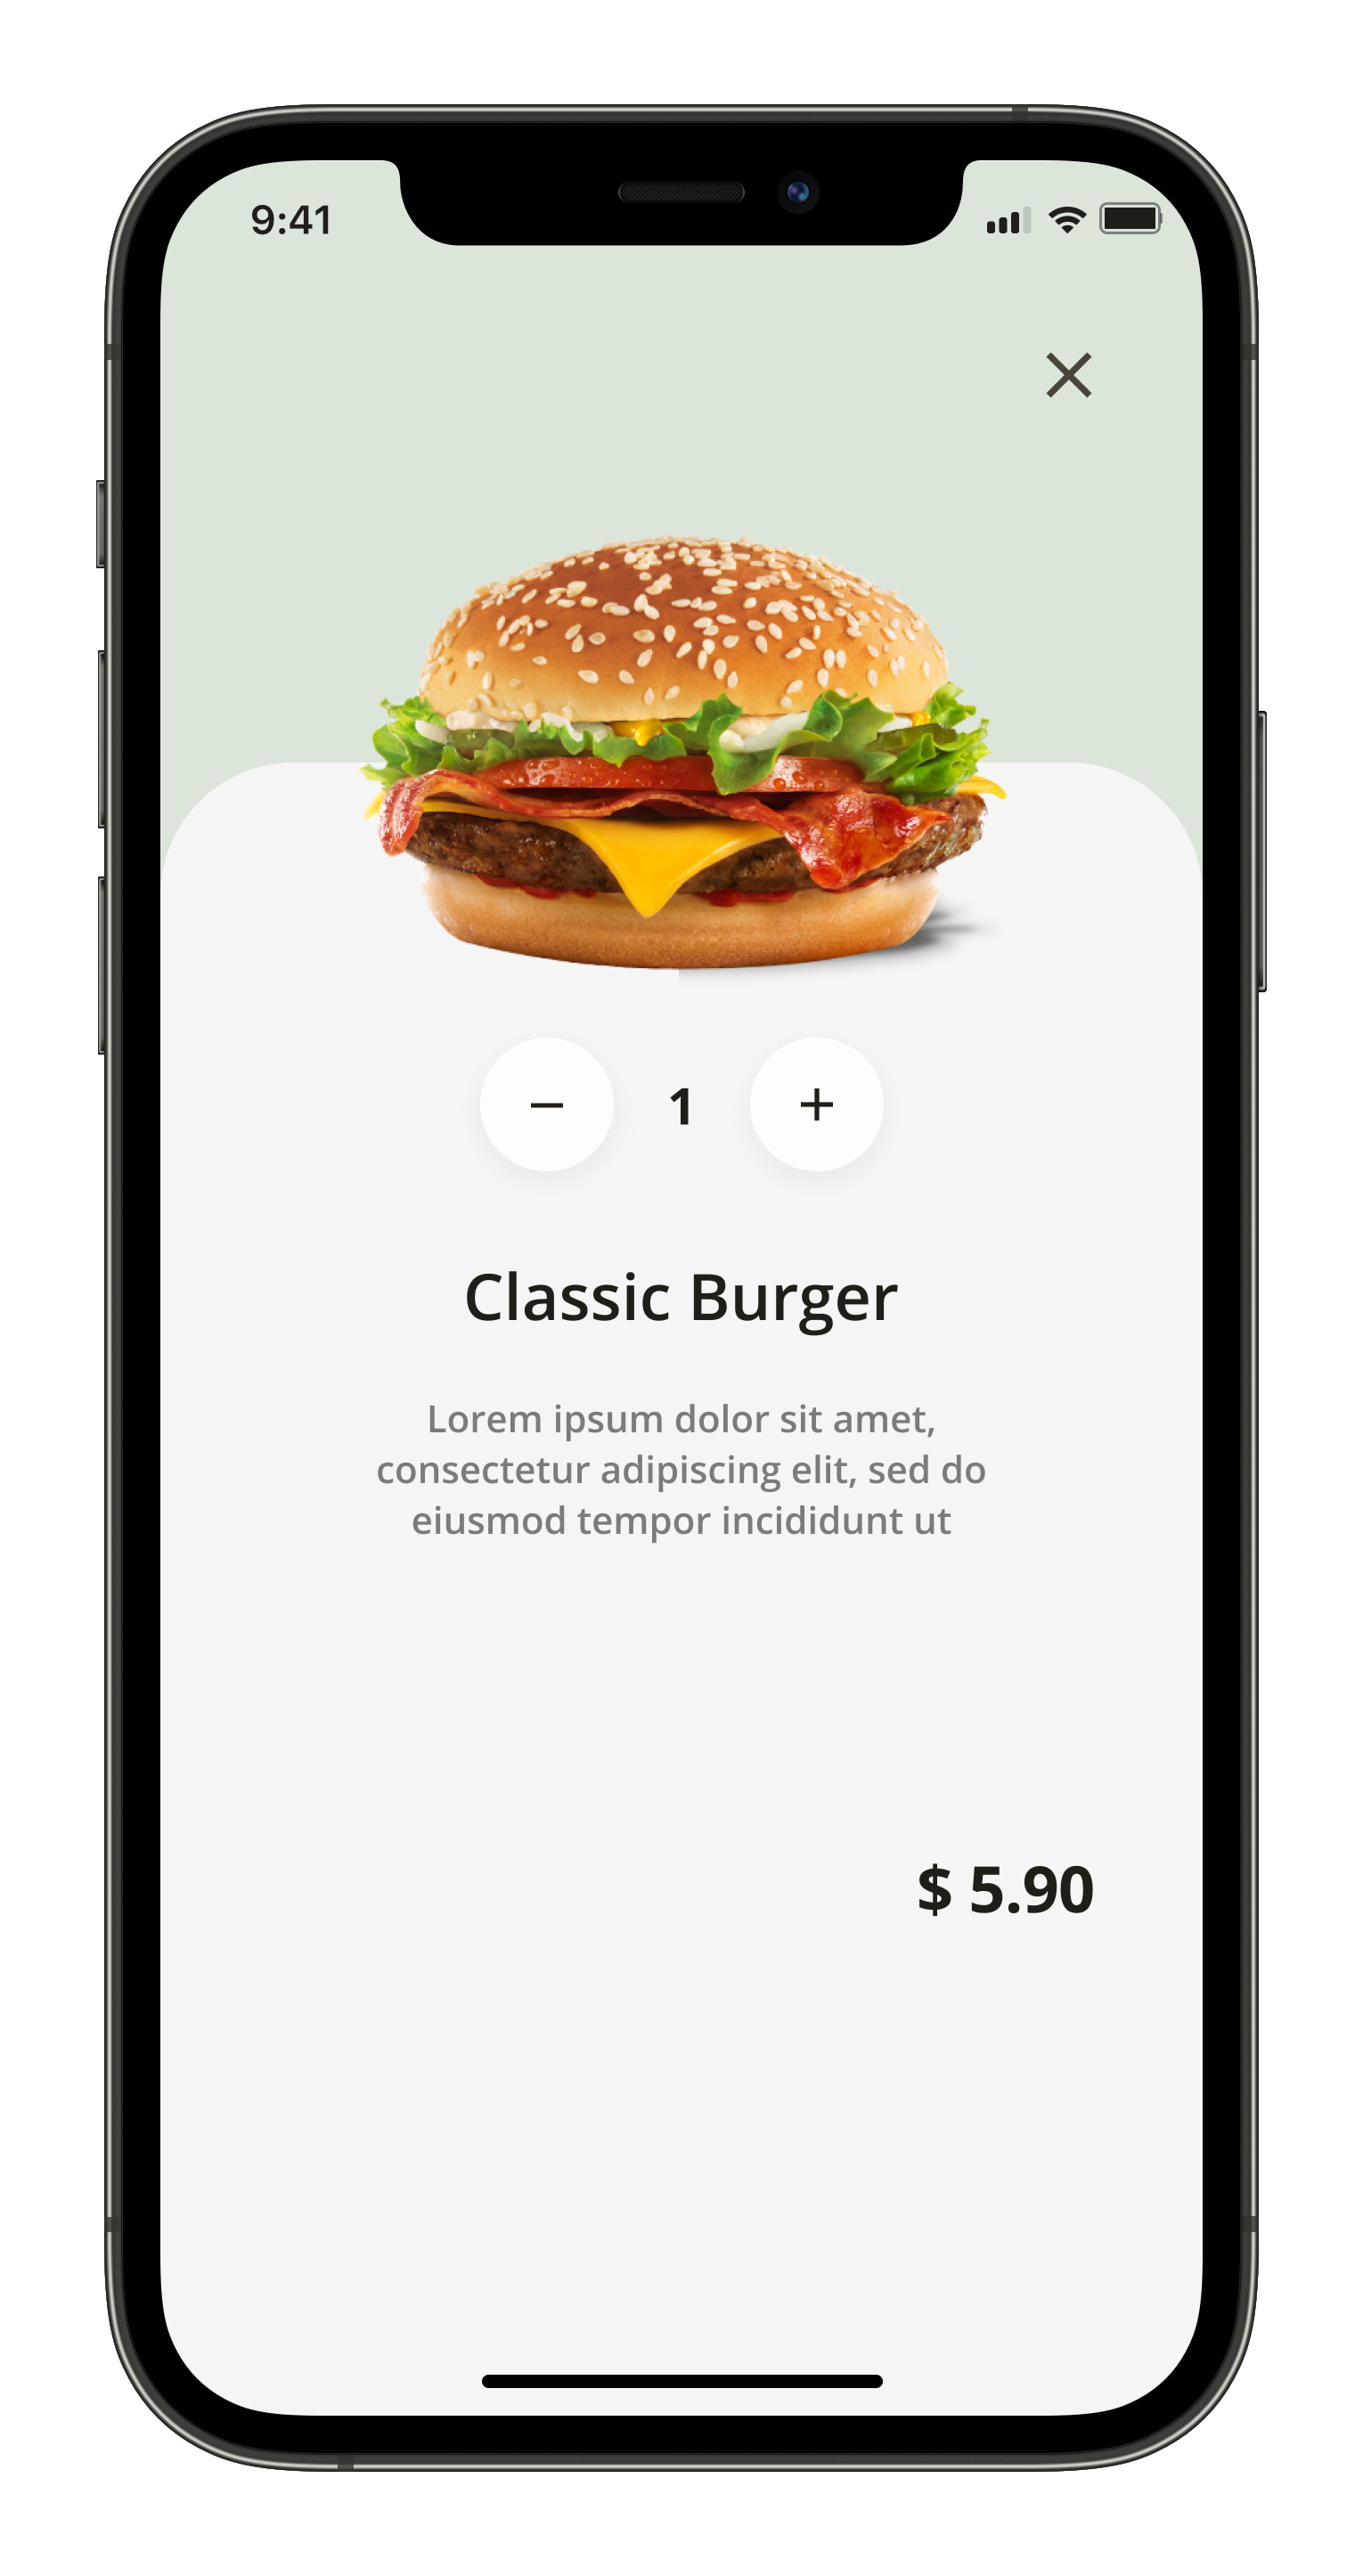 9:41
1
Classic Burger
Lorem ipsum dolor sit amet,
consectetur adipiscing elit, sed do
eiusmod tempor incididunt ut
$ 5.90